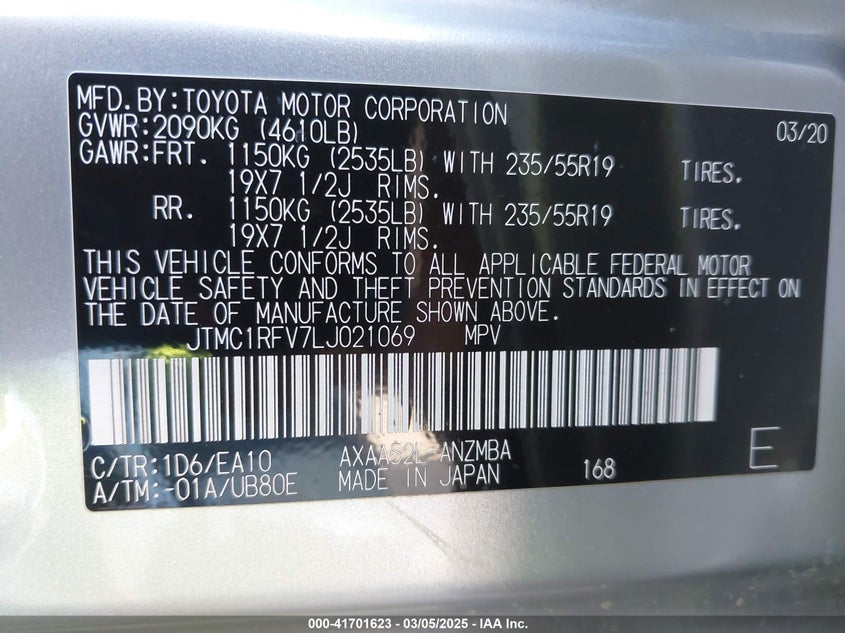 MFD.BY:TOYOTA MOTOR CORPORATION 03/20
GVWR:2090KG (4610LB)
GAWR:FRT. 1150KG (2535LB) WITH 235/55R19 TIRES.
19X7 1/2J RIMS.
RR. 1150KG (2535LB) WITH 235/55R19 TIRES.
19X7 1/2J RIMS.
THIS VEHICLE CONFORMS TO ALL APPLICABLE FEDERAL MOTOR
VEHICLE SAFETY AND THEFT PREVENTION STANDARDS IN EFFECT ON
THE DATE OF MANUFACTURE SHOWN ABOVE.
JTMC1RFV7LJ021069 MPV
C/TR:1D6/EA10 AXAA52L-ANZMBA
A/TM:-01A/UB80E MADE IN JAPAN 168 E
000-41701623 — 03/05/2025 — IAA Inc.